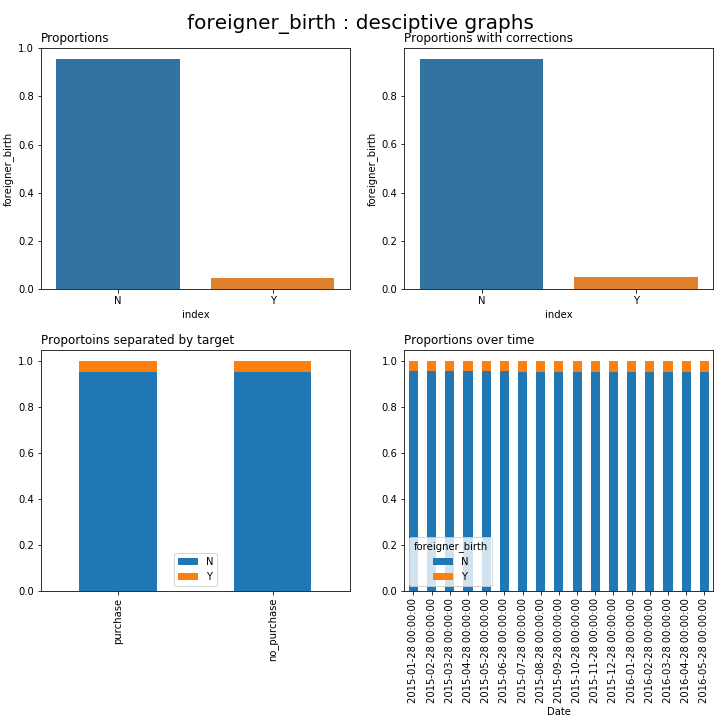 foreigner_birth : desciptive graphs
Proportions
1.0
0.8
0.6
0.4
0.2
0.0
foreigner_birth
N
Y
index
Proportions with corrections
1.0
0.8
0.6
0.4
0.2
0.0
foreigner_birth
N
Y
index
Proportoins separated by target
1.0
0.8
0.6
0.4
0.2
0.0
N
Y
purchase
no_purchase
Proportions over time
1.0
0.8
0.6
0.4
0.2
0.0
foreigner_birth
N
Y
2015-01-28 00:00:00
2015-02-28 00:00:00
2015-03-28 00:00:00
2015-04-28 00:00:00
2015-05-28 00:00:00
2015-06-28 00:00:00
2015-07-28 00:00:00
2015-08-28 00:00:00
2015-09-28 00:00:00
2015-10-28 00:00:00
2015-11-28 00:00:00
2015-12-28 00:00:00
2016-01-28 00:00:00
2016-02-28 00:00:00
2016-03-28 00:00:00
2016-04-28 00:00:00
2016-05-28 00:00:00
Date